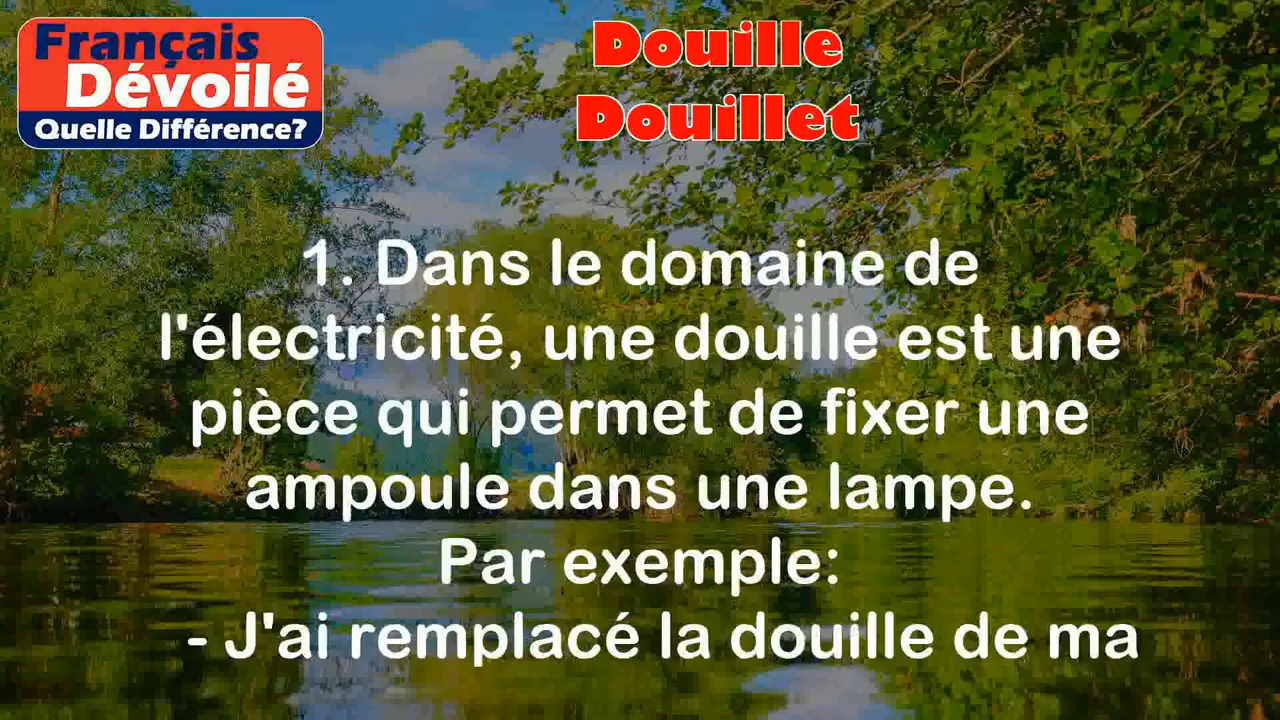 Français
Dévoilé
Quelle Différence?
Douille
Douillet
1. Dans le domaine de
l'électricité, une douille est une
pièce qui permet de fixer une
ampoule dans une lampe.
Par exemple:
- J'ai remplacé la douille de ma